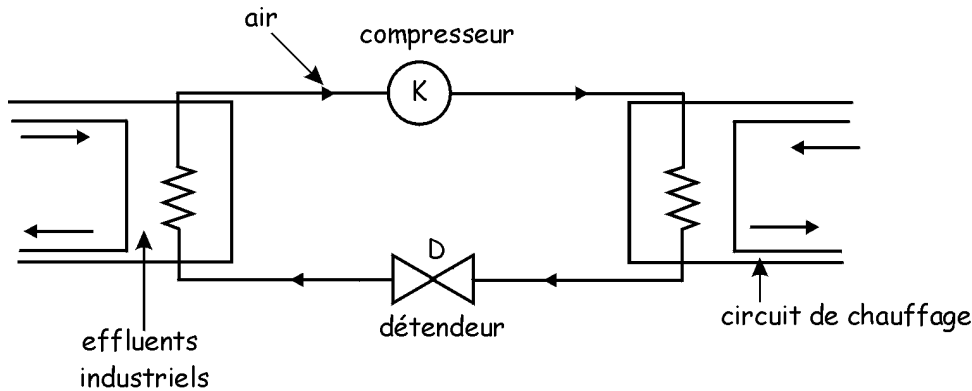 air
compresseur
K
D
détendeur
effluents
industriels
circuit de chauffage